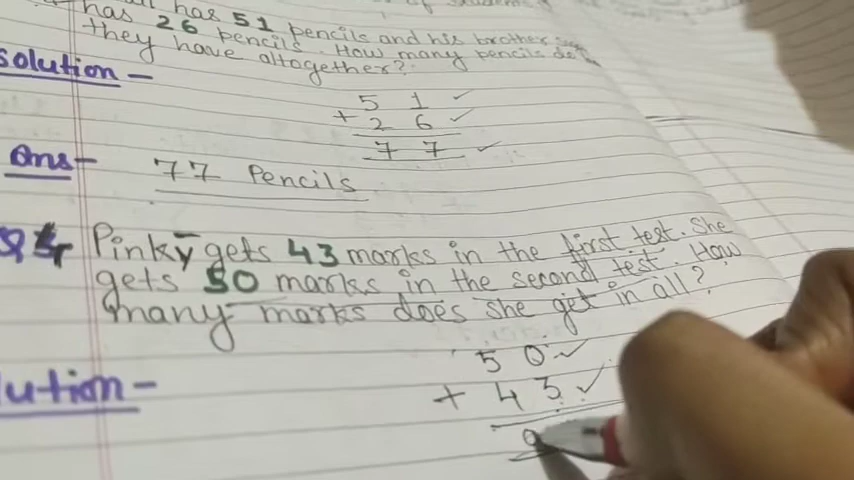 has 51 pencils and his brother
has 26 pencils. How many pencils do
they have altogether?
Solution -
5 1 ✓
+ 2 6 ✓
7 7 ✓
Ans - 77 Pencils
Q 4 Pinky gets 43 marks in the first test. She
gets 50 marks in the second test. How
many marks does she get in all?
lution -
5 0 ✓
+ 4 3 ✓